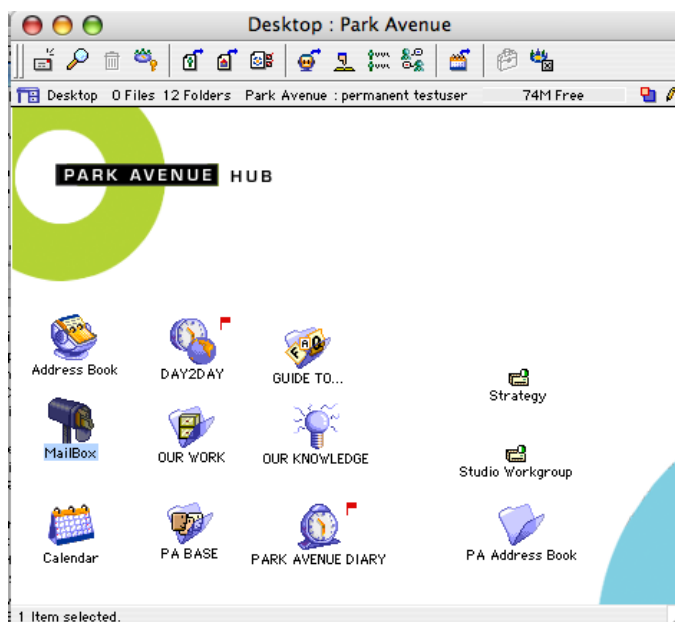 Desktop : Park Avenue
Desktop 0 Files 12 Folders Park Avenue : permanent testuser 74M Free
PARK AVENUE HUB
Address Book
DAY2DAY
FAQ
GUIDE TO...
Strategy
MailBox
OUR WORK
OUR KNOWLEDGE
Studio Workgroup
Calendar
PA BASE
PARK AVENUE DIARY
PA Address Book
1 Item selected.